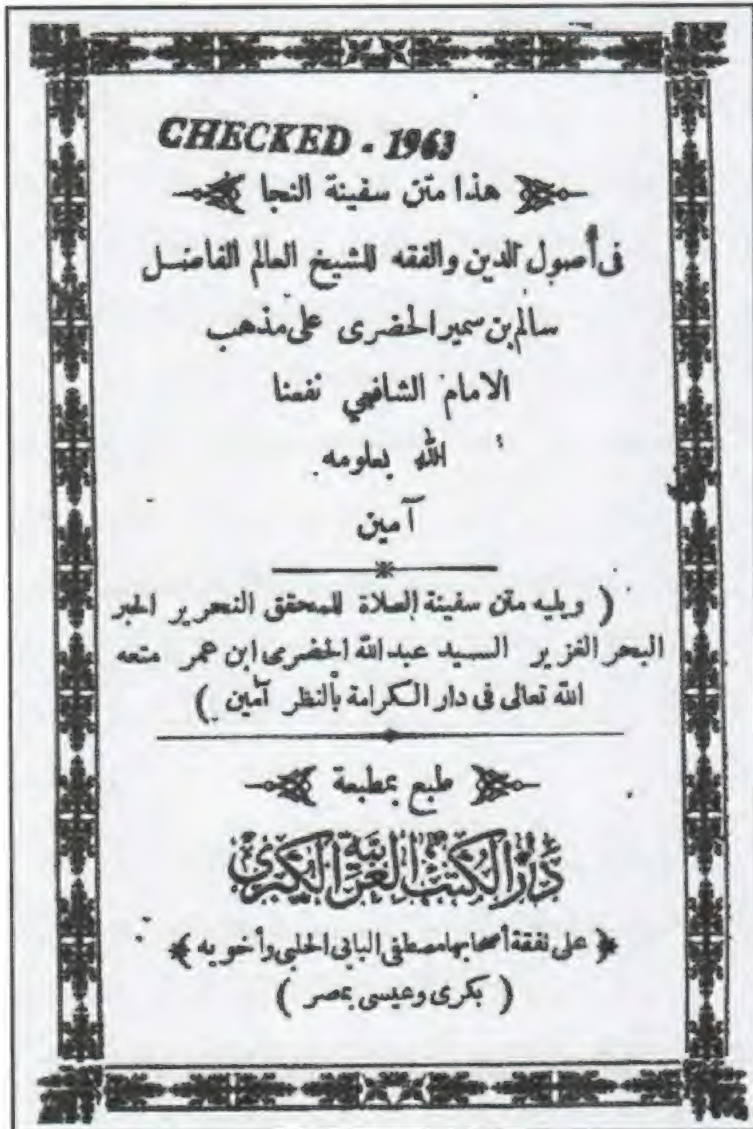 CHECKED - 1963
هذا متن سفينة النجا
فى أصول الدين والفقه للشيخ العالم الفاضل
سالم بن سمير الحضرى على مذهب
الامام الشافعي نفعنا
الله بعلومه
آمين
( ويليه متن سفينة الصلاة للمحقق النحرير الحبر
البحر الغزير السيد عبدالله الحضرى ابن عمر متعه
الله تعالى فى دار الكرامة بالنظر آمين )
طبع بمطبعة
دار الكتب العربية الكبرى
على نفقة أصحابها مصطفى البابى الحلبى وأخويه
( بكرى وعيسى بمصر )